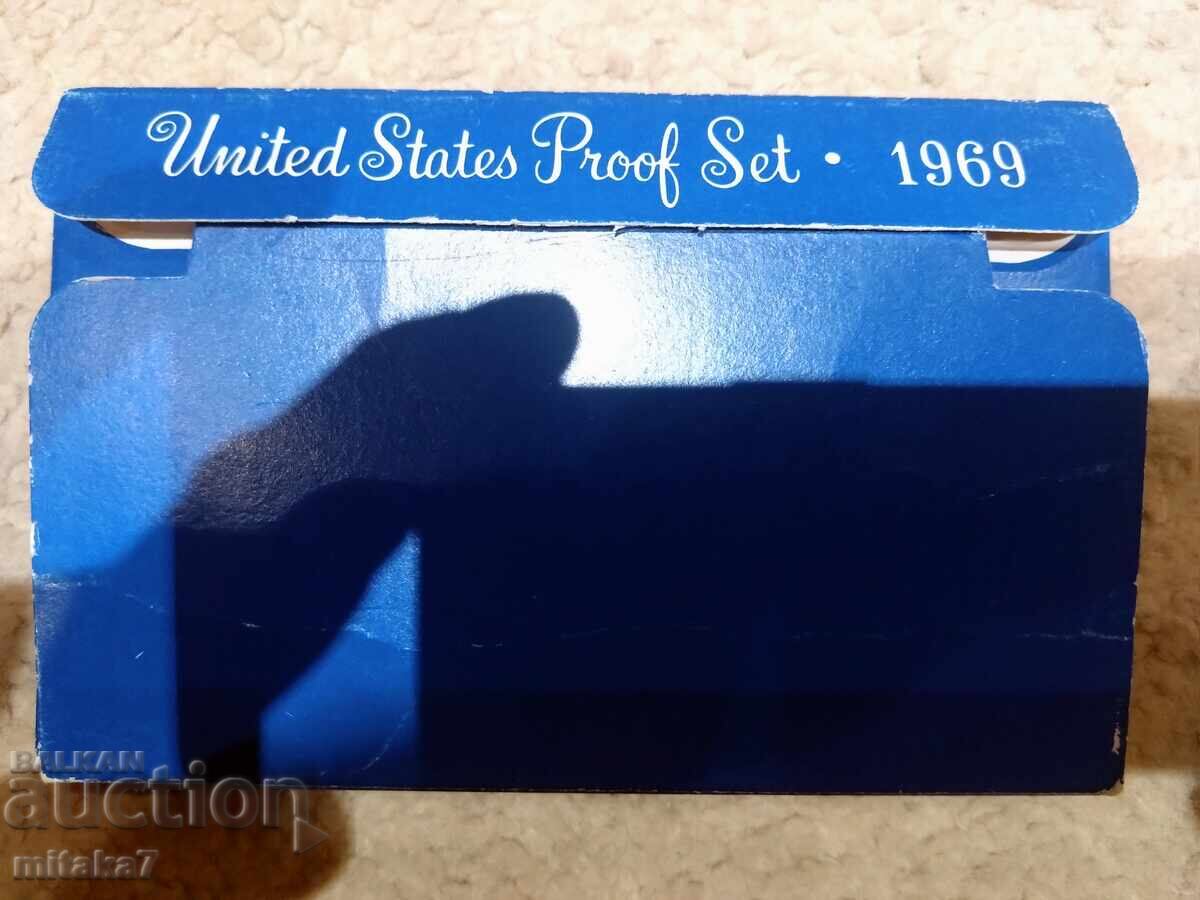 United States Proof Set • 1969
BALKAN
auction
mitaka7